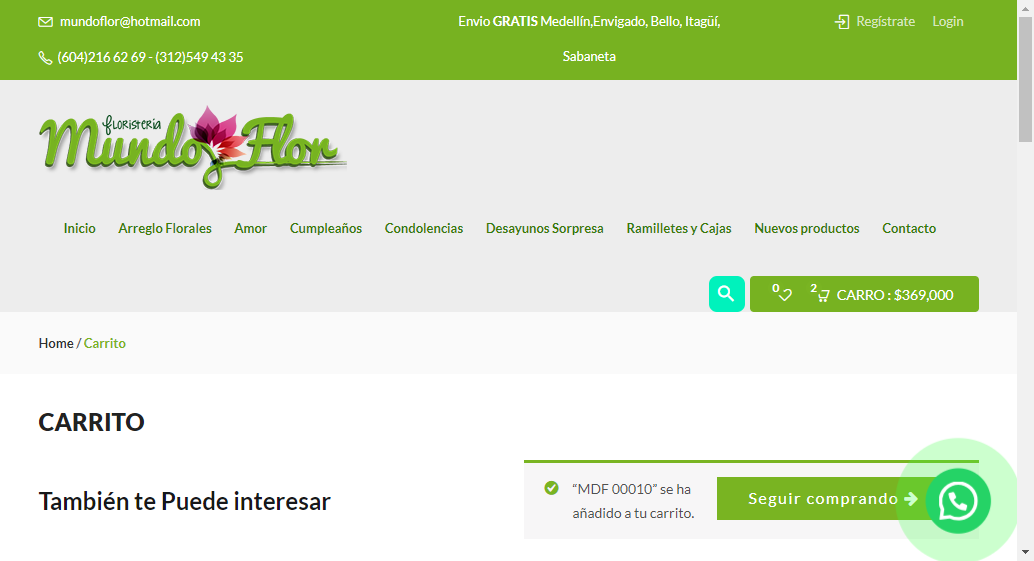 mundoflor@hotmail.com
Envio GRATIS Medellín,Envigado, Bello, Itagüí,
Sabaneta
Regístrate
Login
(604)216 62 69 - (312)549 43 35
floristería
Mundo Flor
Inicio
Arreglo Florales
Amor
Cumpleaños
Condolencias
Desayunos Sorpresa
Ramilletes y Cajas
Nuevos productos
Contacto
0
2
CARRO : $369,000
Home / Carrito
CARRITO
También te Puede interesar
“MDF 00010” se ha
añadido a tu carrito.
Seguir comprando